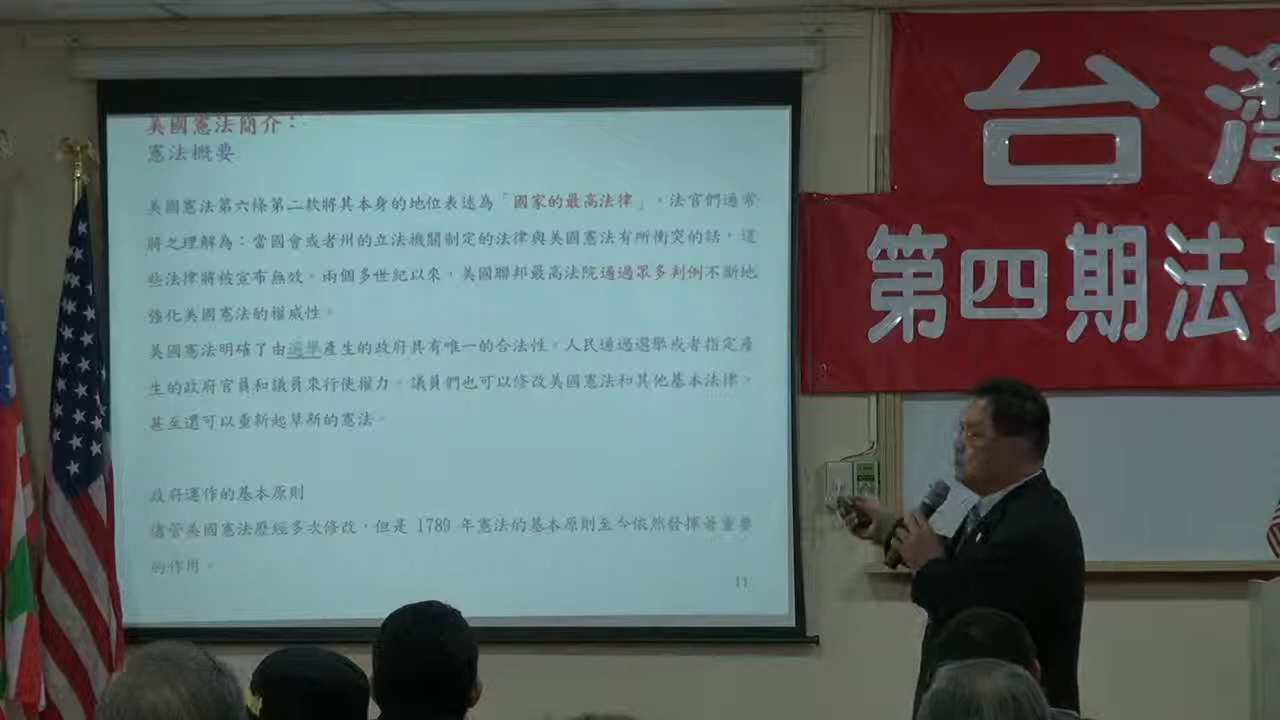 美國憲法簡介：
憲法概要
美國憲法第六條第二款將其本身的地位表述為「國家的最高法律」。法官們通常
將之理解為：當國會或者州的立法機關制定的法律與美國憲法有所衝突的話，這
些法律將被宣布無效。兩個多世紀以來，美國聯邦最高法院通過眾多判例不斷地
強化美國憲法的權威性。
美國憲法明確了由選舉產生的政府具有唯一的合法性。人民通過選舉或者指定產
生的政府官員和議員來行使權力。議員們也可以修改美國憲法和其他基本法律，
甚至還可以重新起草新的憲法。
政府運作的基本原則
儘管美國憲法歷經多次修改，但是 1789 年憲法的基本原則至今依然發揮著重要
的作用。
11
台灣
第四期法理